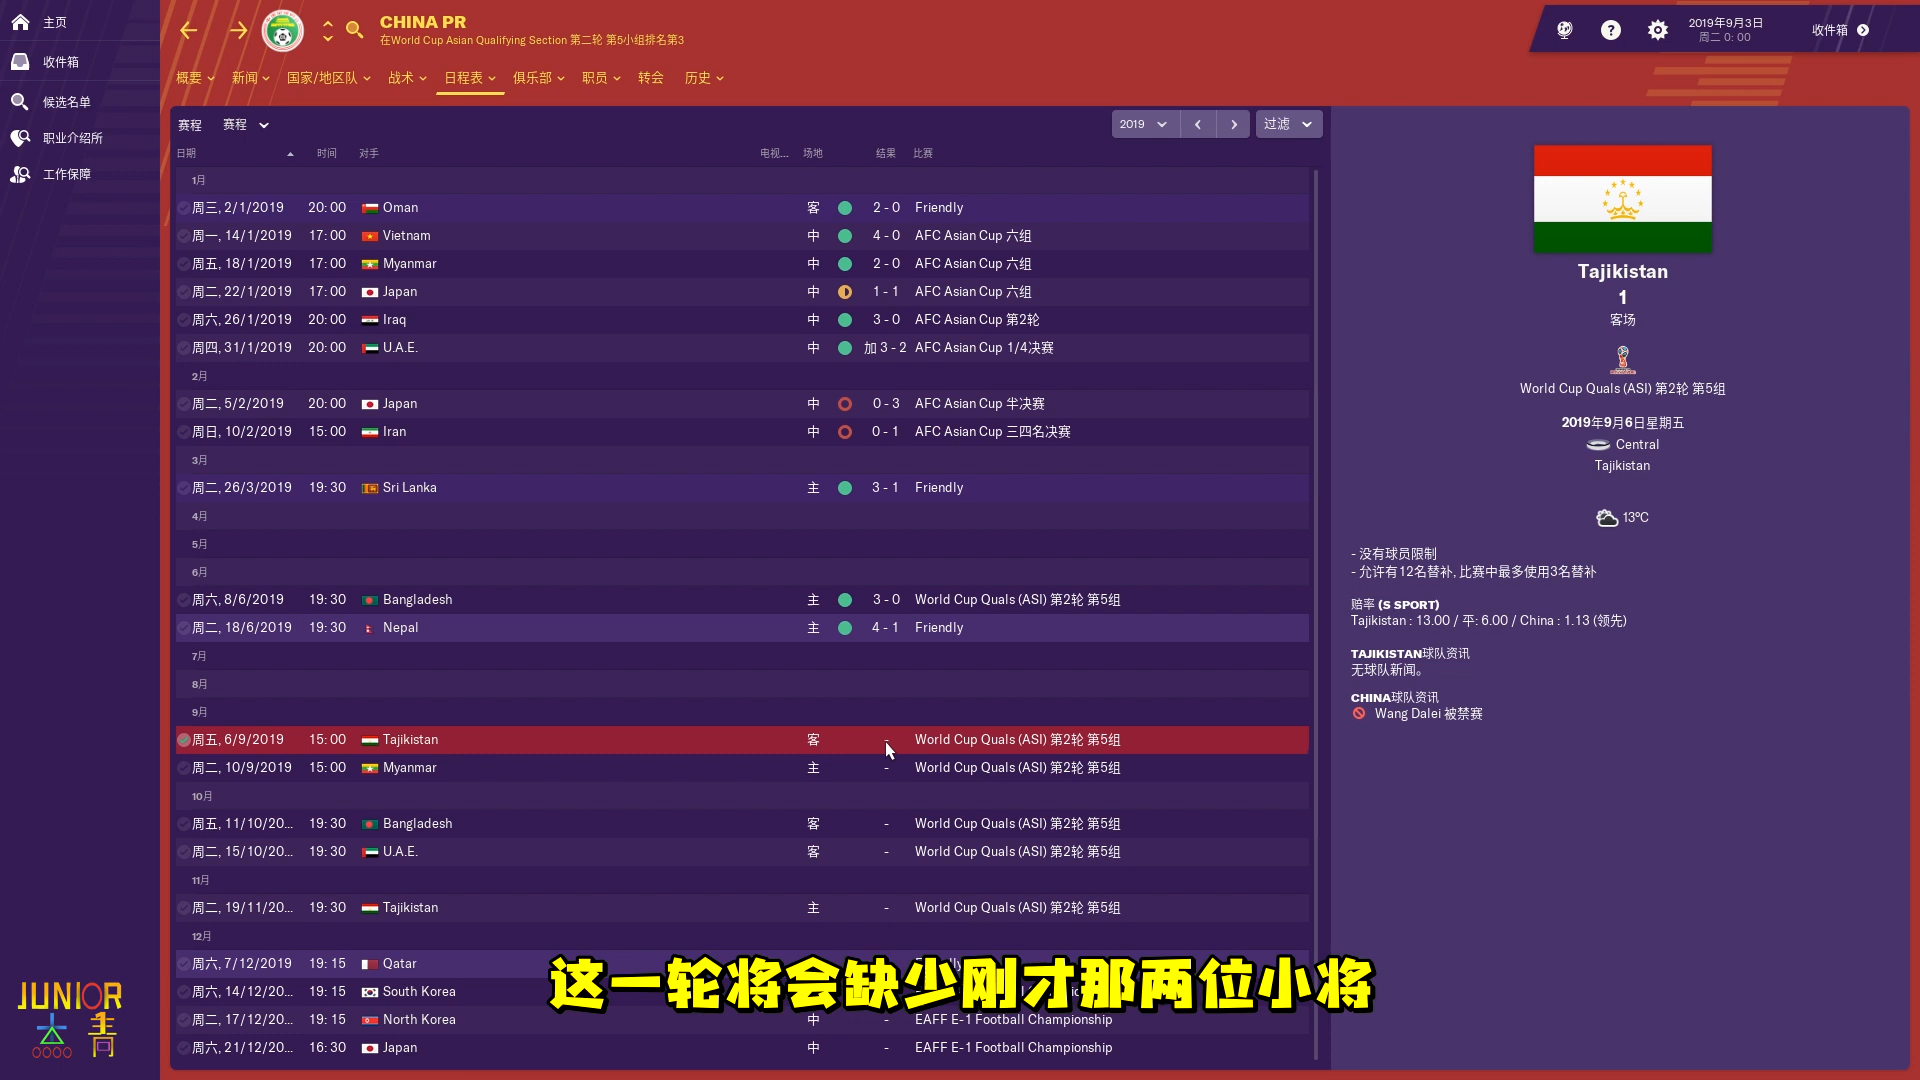 主页
收件箱
候选名单
职业介绍所
工作保障
CHINA PR
在World Cup Asian Qualifying Section 第二轮 第5小组排名第3
2019年9月3日
周二 0:00
收件箱
概要 新闻 国家/地区队 战术 日程表 俱乐部 职员 转会 历史
赛程 赛程 2019 过滤
日期 时间 对手 电视... 场地 结果 比赛
1月
周三, 2/1/2019 20:00 Oman 客 2 - 0 Friendly
周一, 14/1/2019 17:00 Vietnam 中 4 - 0 AFC Asian Cup 六组
周五, 18/1/2019 17:00 Myanmar 中 2 - 0 AFC Asian Cup 六组
周二, 22/1/2019 17:00 Japan 中 1 - 1 AFC Asian Cup 六组
周六, 26/1/2019 20:00 Iraq 中 3 - 0 AFC Asian Cup 第2轮
周四, 31/1/2019 20:00 U.A.E. 中 加 3 - 2 AFC Asian Cup 1/4决赛
2月
周二, 5/2/2019 20:00 Japan 中 0 - 3 AFC Asian Cup 半决赛
周日, 10/2/2019 15:00 Iran 中 0 - 1 AFC Asian Cup 三四名决赛
3月
周二, 26/3/2019 19:30 Sri Lanka 主 3 - 1 Friendly
4月
5月
6月
周六, 8/6/2019 19:30 Bangladesh 主 3 - 0 World Cup Quals (ASI) 第2轮 第5组
周二, 18/6/2019 19:30 Nepal 主 4 - 1 Friendly
7月
8月
9月
周五, 6/9/2019 15:00 Tajikistan 客 - World Cup Quals (ASI) 第2轮 第5组
周二, 10/9/2019 15:00 Myanmar 主 - World Cup Quals (ASI) 第2轮 第5组
10月
周五, 11/10/20... 19:30 Bangladesh 客 - World Cup Quals (ASI) 第2轮 第5组
周二, 15/10/20... 19:30 U.A.E. 客 - World Cup Quals (ASI) 第2轮 第5组
11月
周二, 19/11/20... 19:30 Tajikistan 主 - World Cup Quals (ASI) 第2轮 第5组
12月
周六, 7/12/2019 19:15 Qatar
周六, 14/12/20... 19:15 South Korea
周二, 17/12/20... 19:15 North Korea 中 - EAFF E-1 Football Championship
周六, 21/12/20... 16:30 Japan 中 - EAFF E-1 Football Championship
Tajikistan
1
客场
World Cup Quals (ASI) 第2轮 第5组
2019年9月6日星期五
Central
Tajikistan
13°C
- 没有球员限制
- 允许有12名替补, 比赛中最多使用3名替补
赔率 (S SPORT)
Tajikistan : 13.00 / 平: 6.00 / China : 1.13 (领先)
TAJIKISTAN球队资讯
无球队新闻。
CHINA球队资讯
Wang Dalei 被禁赛
这一轮将会缺少刚才那两位小将
JUNIOR